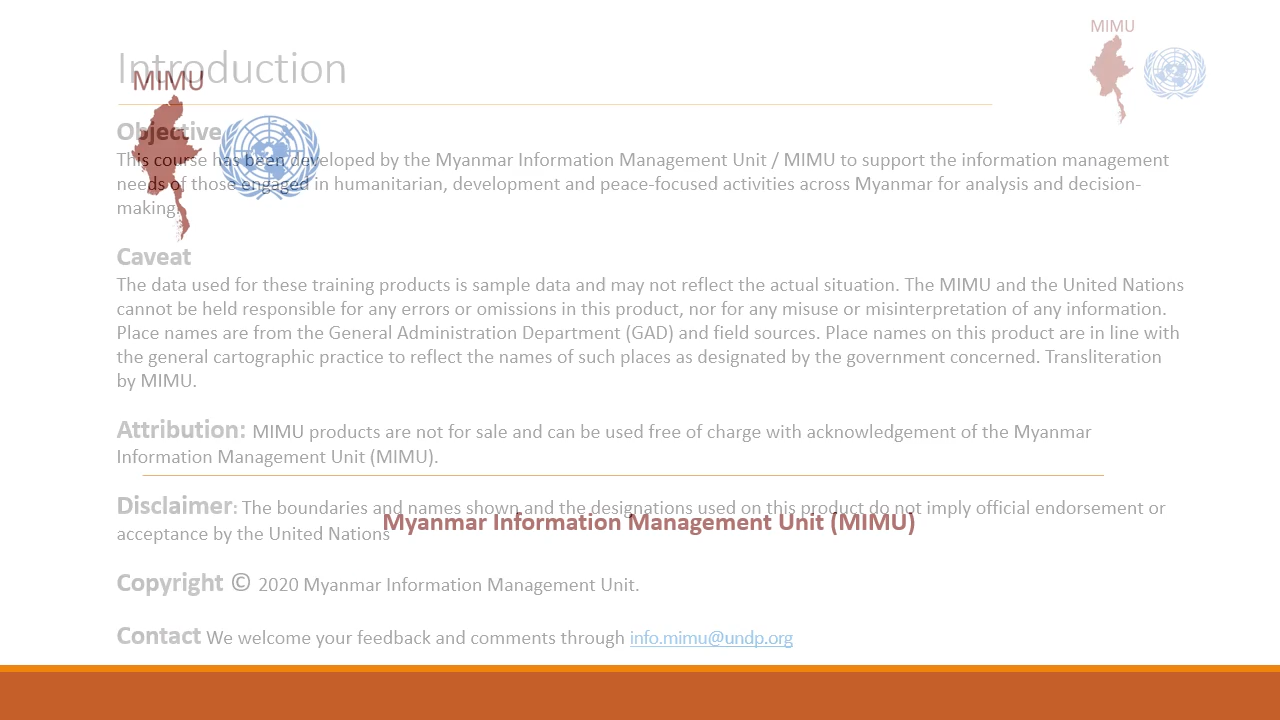 MIMU
Introduction
MIMU
Objective
This course has been developed by the Myanmar Information Management Unit / MIMU to support the information management
needs of those engaged in humanitarian, development and peace-focused activities across Myanmar for analysis and decision-
making.
Caveat
The data used for these training products is sample data and may not reflect the actual situation. The MIMU and the United Nations
cannot be held responsible for any errors or omissions in this product, nor for any misuse or misinterpretation of any information.
Place names are from the General Administration Department (GAD) and field sources. Place names on this product are in line with
the general cartographic practice to reflect the names of such places as designated by the government concerned. Transliteration
by MIMU.
Attribution: MIMU products are not for sale and can be used free of charge with acknowledgement of the Myanmar
Information Management Unit (MIMU).
Disclaimer: The boundaries and names shown and the designations used on this product do not imply official endorsement or
acceptance by the United Nations
Myanmar Information Management Unit (MIMU)
Copyright © 2020 Myanmar Information Management Unit.
Contact We welcome your feedback and comments through info.mimu@undp.org